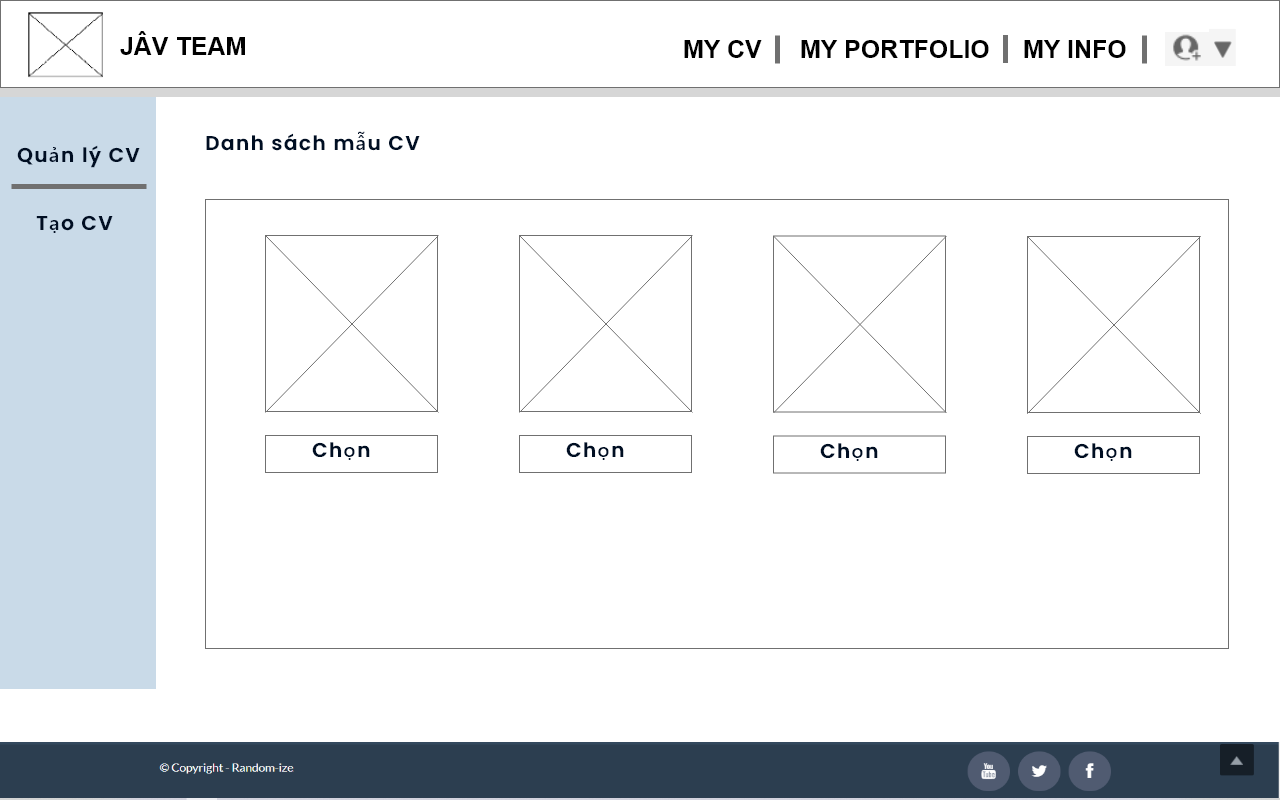 JÂV TEAM
MY CV
MY PORTFOLIO
MY INFO
Quản lý CV
Tạo CV
Danh sách mẫu CV
Chọn
Chọn
Chọn
Chọn
© Copyright - Random-ize
You Tube